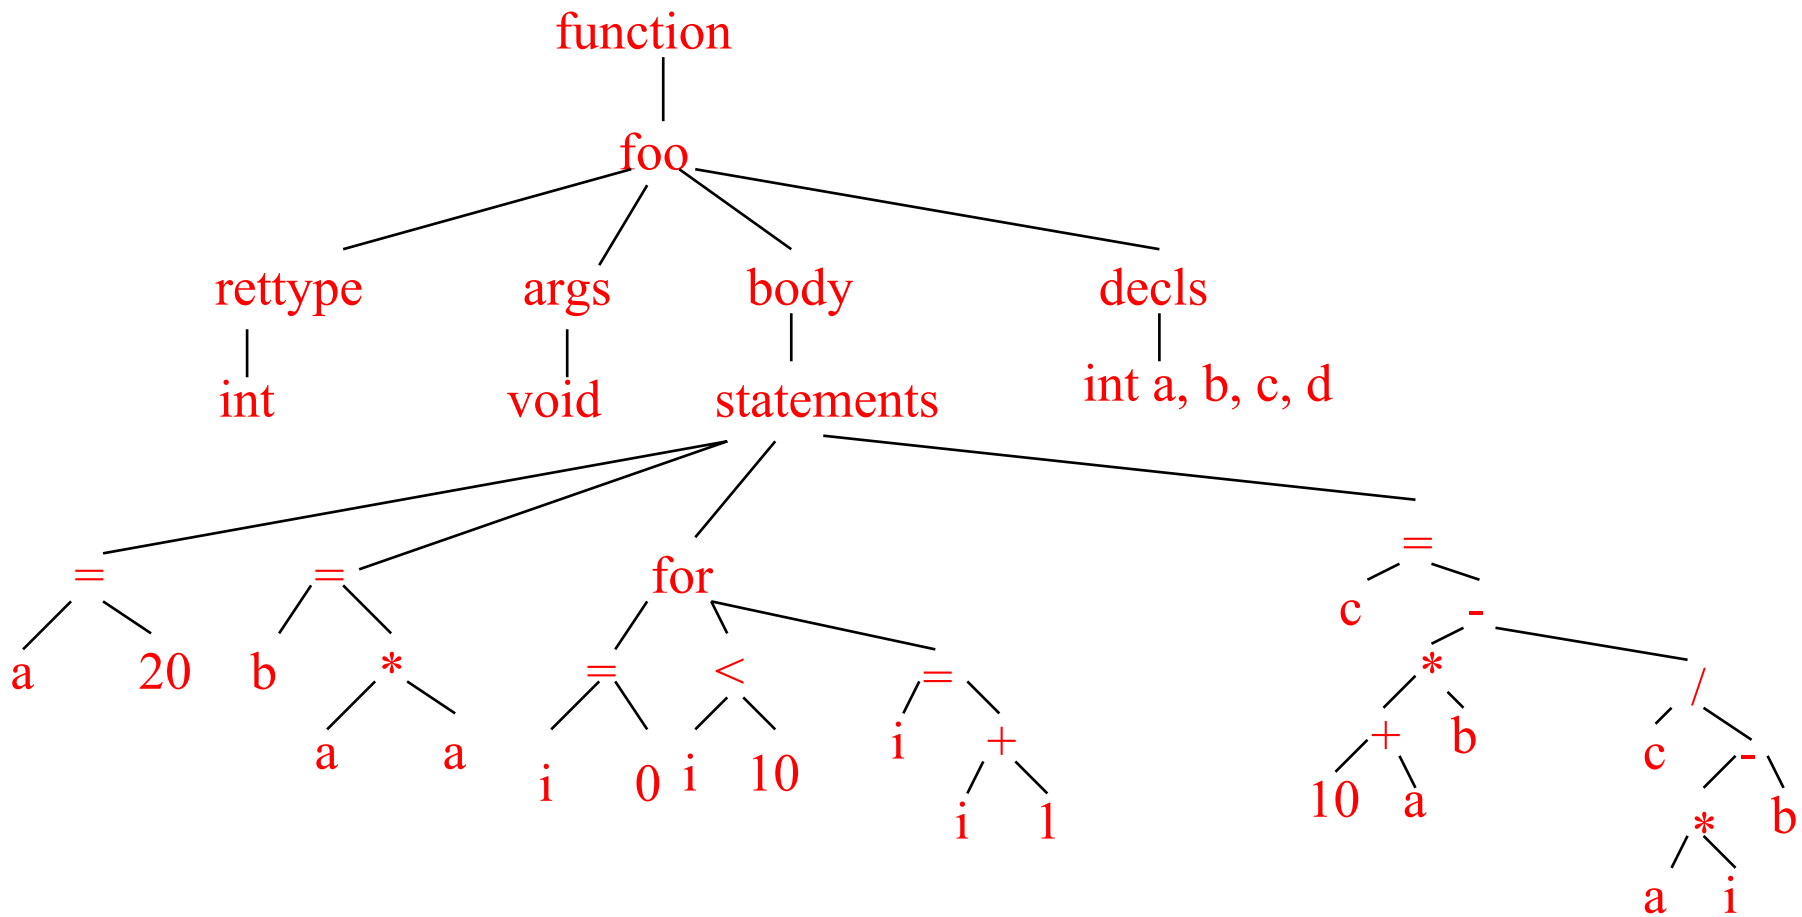 function
foo
rettype args body decls
int void statements int a, b, c, d
=
= = for
c -
a 20 b * = < = * /
i + + b c -
a a i 0 i 10 10 a b
i 1 *
a i